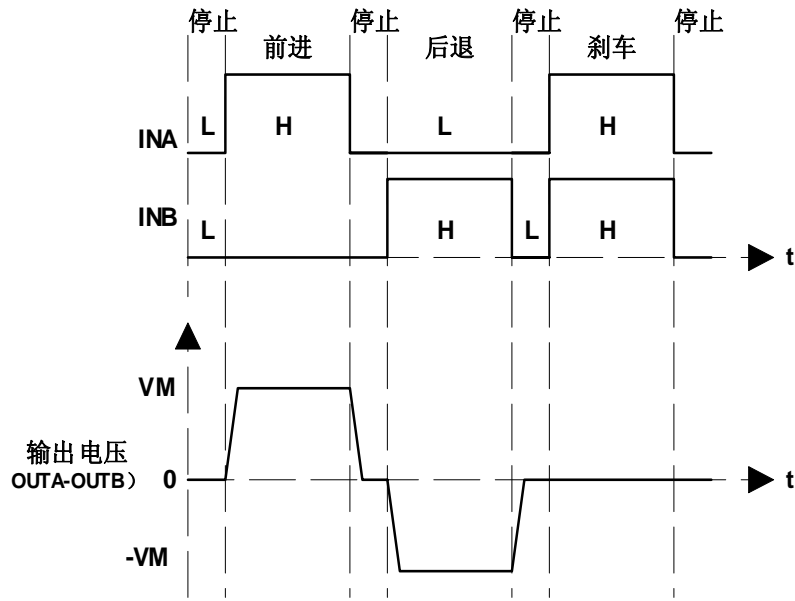 停止 停止 停止 停止
前进 后退 刹车
INA L H L H
INB L H L H
t
VM
输出电压
OUTA-OUTB） 0 t
-VM